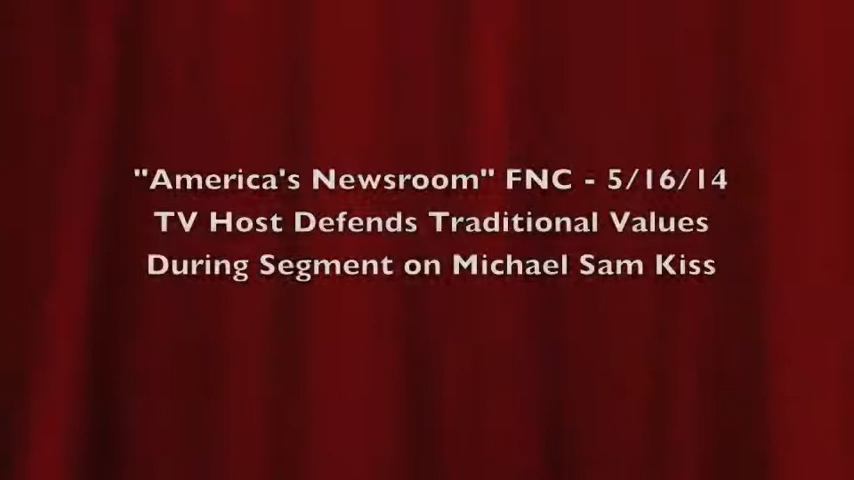 "America's Newsroom" FNC - 5/16/14
TV Host Defends Traditional Values
During Segment on Michael Sam Kiss